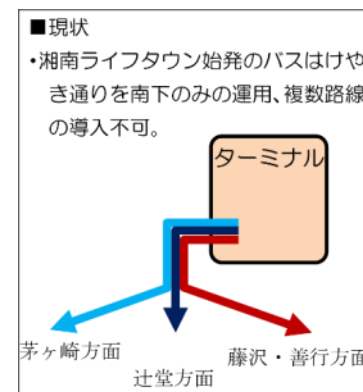 ■現状
・湘南ライフタウン始発のバスはけや
き通りを南下のみの運用、複数路線
の導入不可。
ターミナル
茅ヶ崎方面
辻堂方面
藤沢・善行方面